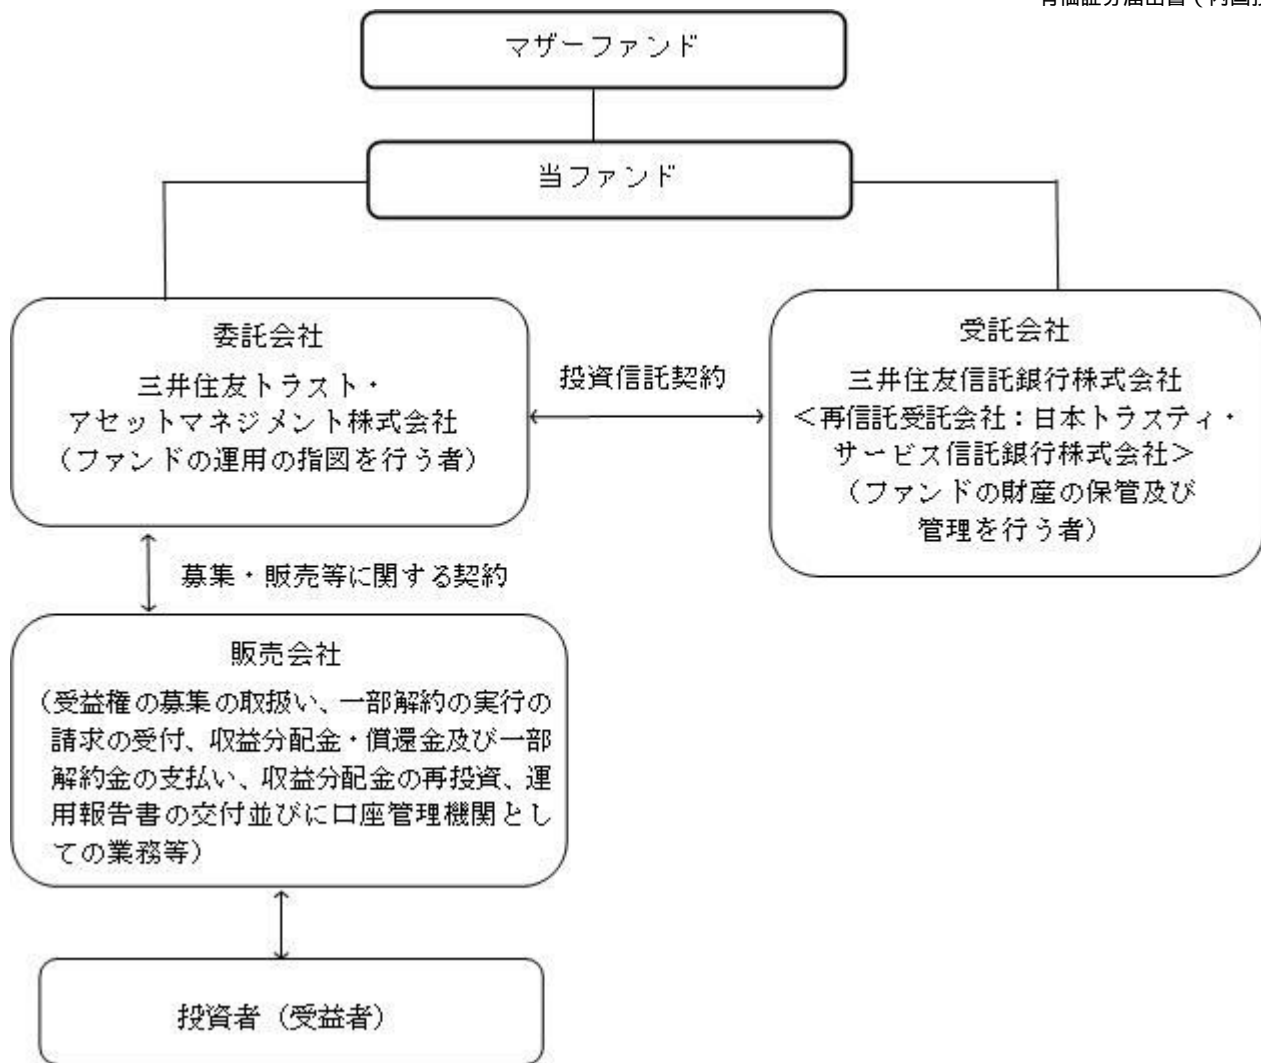 マザーファンド
当ファンド
委託会社
三井住友トラスト・
アセットマネジメント株式会社
（ファンドの運用の指図を行う者）
投資信託契約
受託会社
三井住友信託銀行株式会社
＜再信託受託会社：日本トラスティ・
サービス信託銀行株式会社＞
（ファンドの財産の保管及び
管理を行う者）
募集・販売等に関する契約
販売会社
（受益権の募集の取扱い、一部解約の実行の
請求の受付、収益分配金・償還金及び一部
解約金の支払い、収益分配金の再投資、運
用報告書の交付並びに口座管理機関とし
ての業務等）
投資者（受益者）